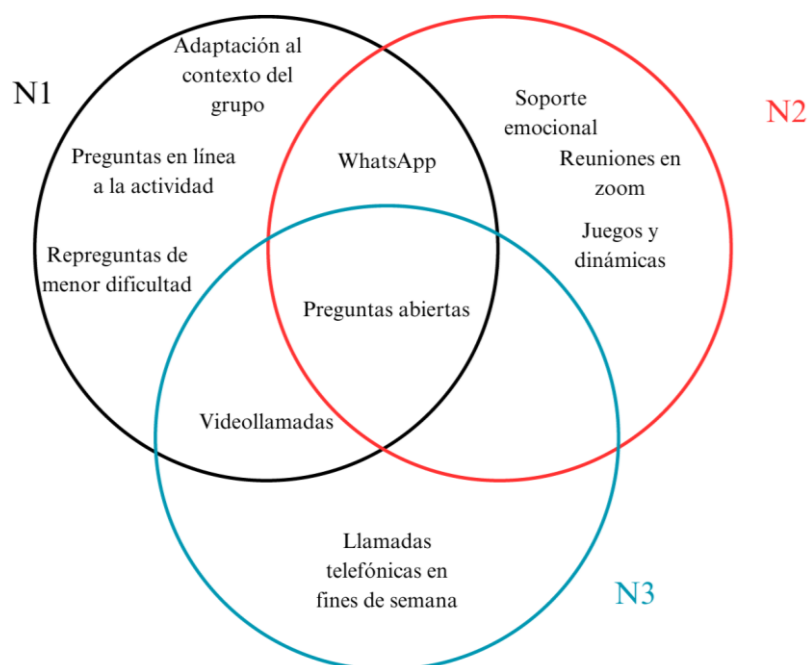 Adaptación al
contexto del
grupo
N1
N2
Soporte
emocional
Preguntas en línea
a la actividad
WhatsApp
Reuniones en
zoom
Juegos y
dinámicas
Repreguntas de
menor dificultad
Preguntas abiertas
Videollamadas
Llamadas
telefónicas en
fines de semana
N3